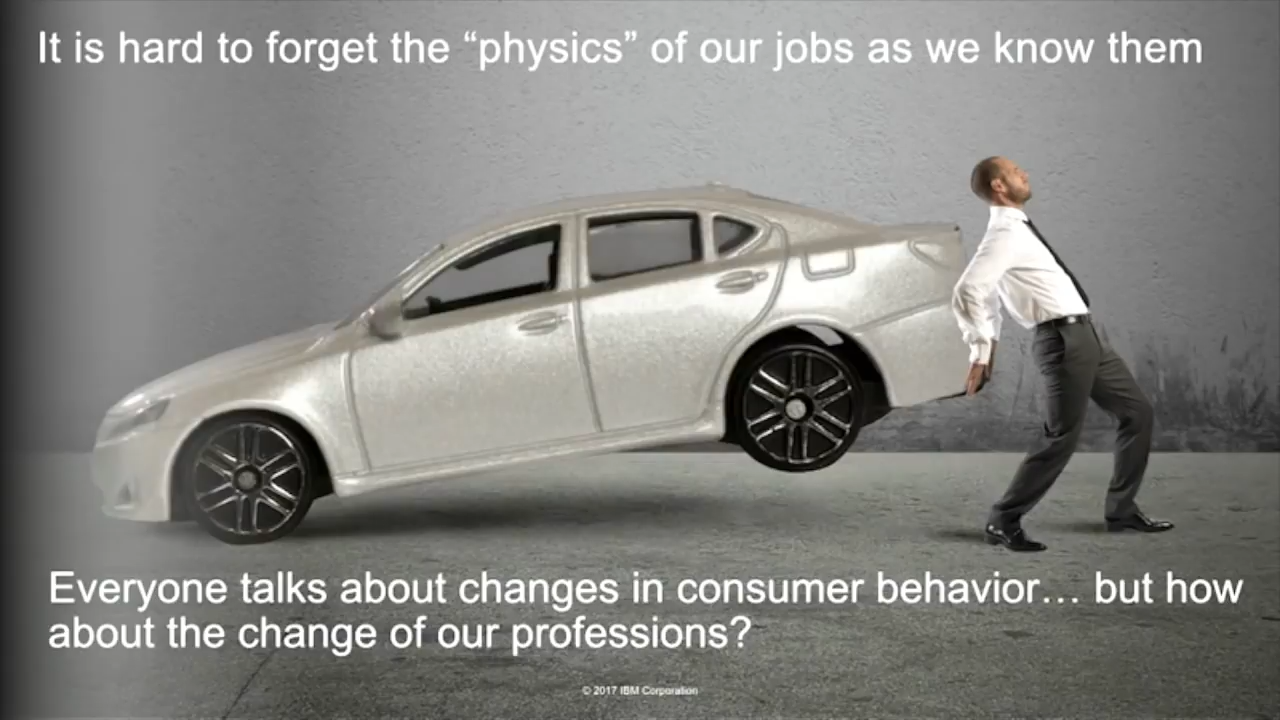 It is hard to forget the “physics” of our jobs as we know them
Everyone talks about changes in consumer behavior… but how
about the change of our professions?
© 2017 IBM Corporation